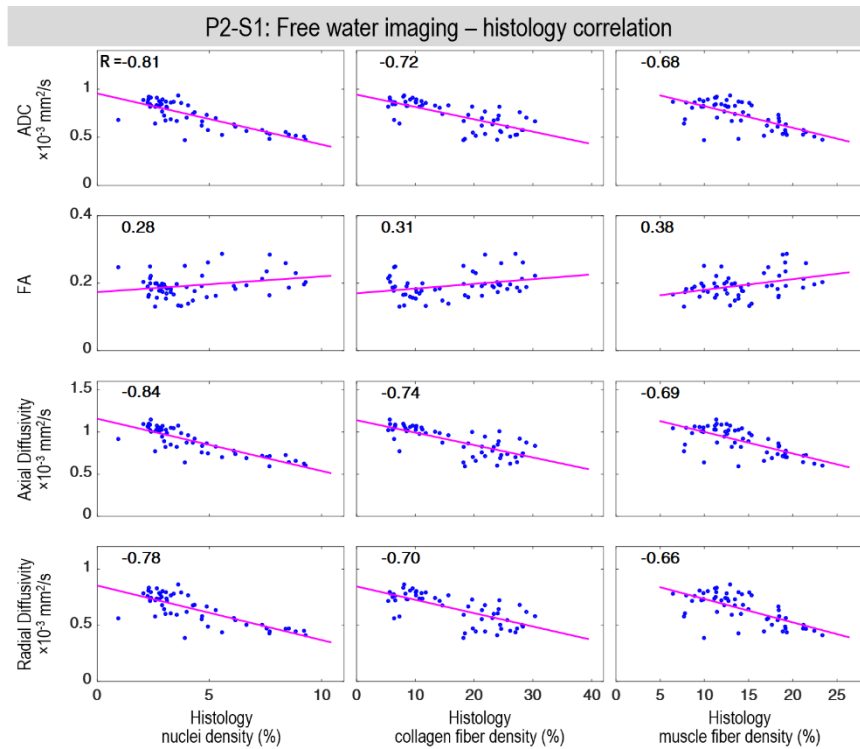 P2-S1: Free water imaging – histology correlation
R =-0.81
-0.72
-0.68
ADC
×10-3 mm²/s
1
0.5
0
0.28
0.31
0.38
FA
0.4
0.2
0
-0.84
-0.74
-0.69
Axial Diffusivity
×10-3 mm²/s
1.5
1
0.5
0
-0.78
-0.70
-0.66
Radial Diffusivity
×10-3 mm²/s
1
0.5
0
0 5 10
0 10 20 30 40
0 5 10 15 20 25
Histology
nuclei density (%)
Histology
collagen fiber density (%)
Histology
muscle fiber density (%)